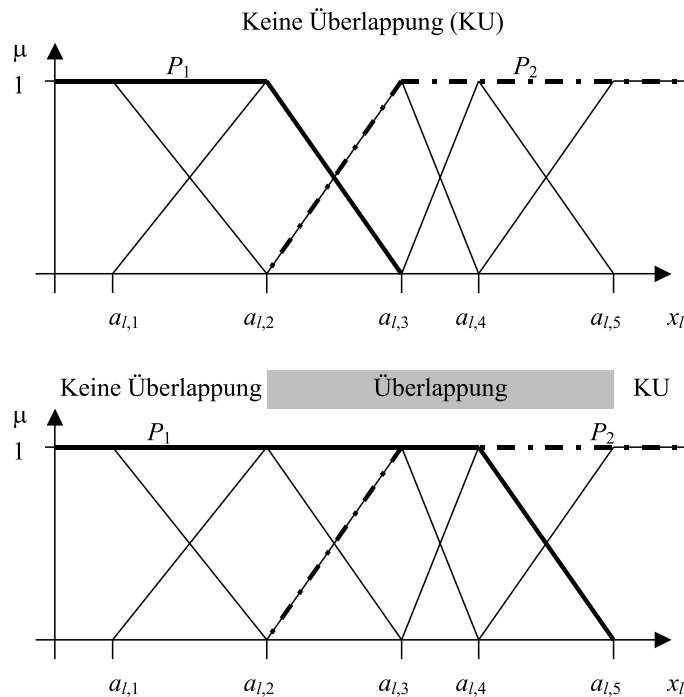 Keine Überlappung (KU)
μ
P₁ P₂
1
aₗ,₁ aₗ,₂ aₗ,₃ aₗ,₄ aₗ,₅ xₗ
Keine Überlappung Überlappung KU
μ
P₁ P₂
1
aₗ,₁ aₗ,₂ aₗ,₃ aₗ,₄ aₗ,₅ xₗ